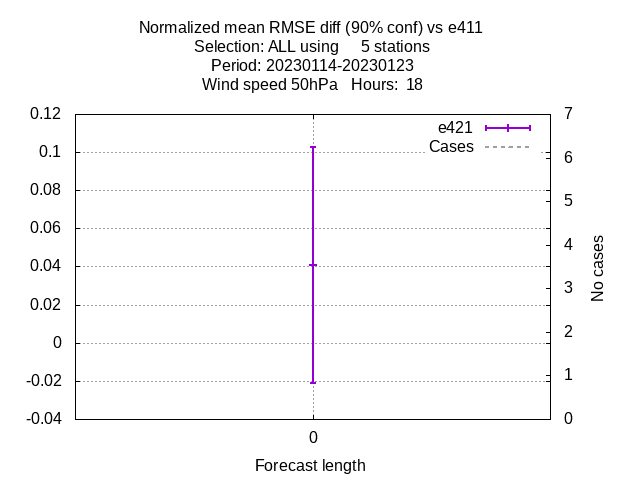 Normalized mean RMSE diff (90% conf) vs e411
Selection: ALL using     5 stations
Period: 20230114-20230123
Wind speed 50hPa   Hours:  18
0.12
0.1
0.08
0.06
0.04
0.02
0
-0.02
-0.04
7
6
5
4
3
2
1
0
e421
Cases
No cases
0
Forecast length